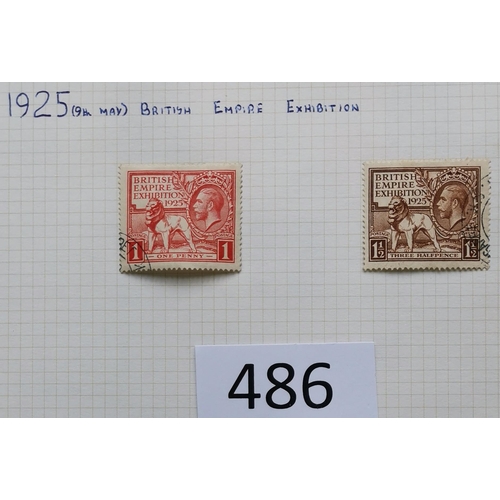 1925 (9th MAY) BRITISH EMPIRE EXHIBITION
BRITISH
EMPIRE
EXHIBITION
1925
1 1
ONE PENNY
BRITISH
EMPIRE
EXHIBITION
1925
1½ 1½
THREE HALFPENCE
486